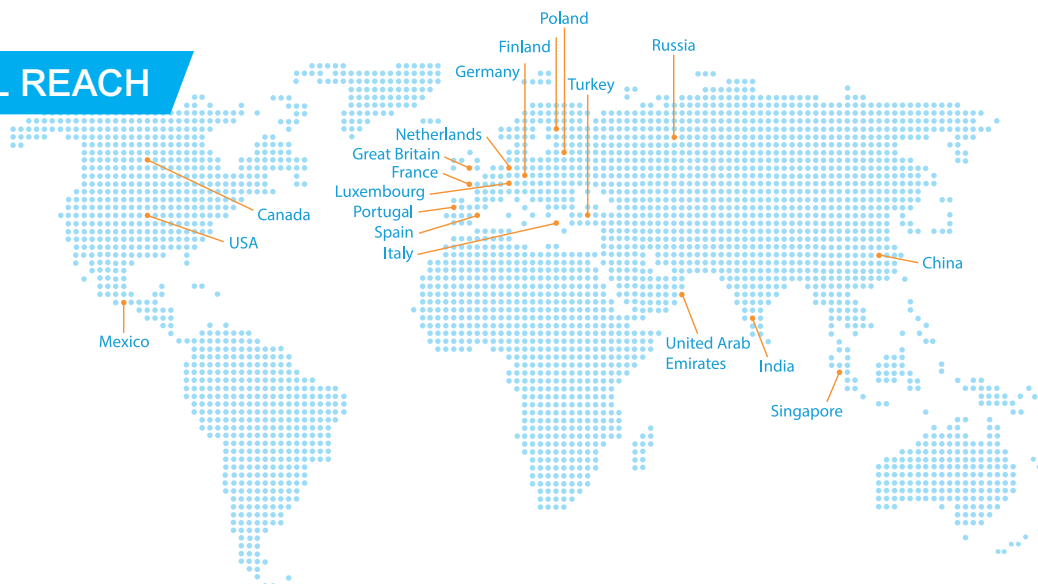 L REACH
Poland
Finland
Russia
Germany
Turkey
Netherlands
Great Britain
France
Luxembourg
Portugal
Spain
Italy
Canada
USA
China
Mexico
United Arab
Emirates
India
Singapore